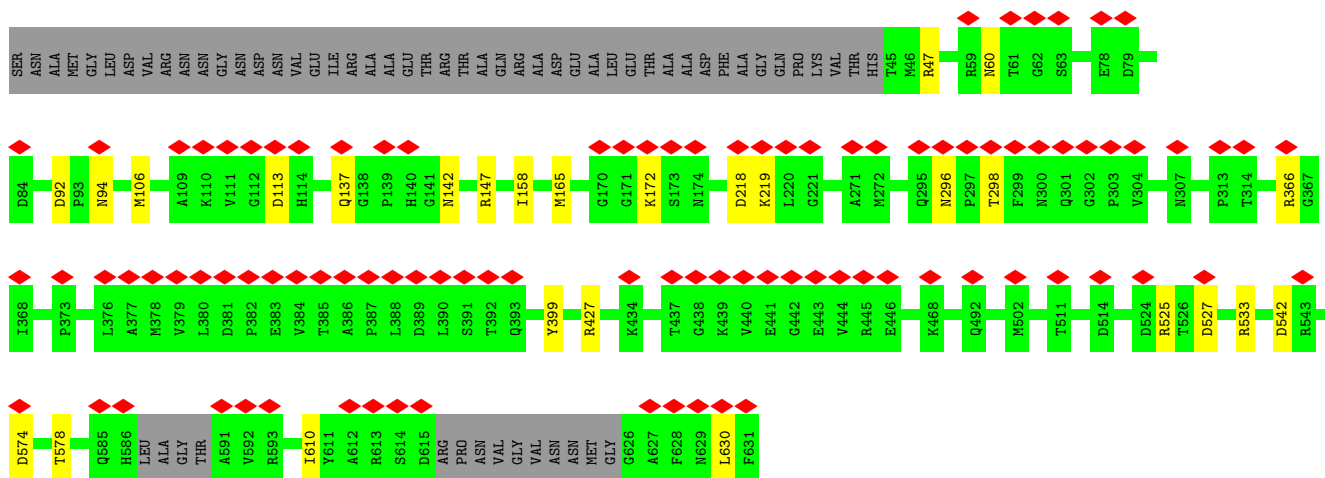 SER ASN ALA MET GLY LEU ASP VAL ARG ASN ASN GLY ASN ASP ASN VAL GLU ILE ARG ALA ALA GLU THR ARG THR ALA GLN ARG ALA ASP GLU ALA LEU GLU THR ALA ALA ASP PHE ALA GLY GLN PRO LYS VAL THR HIS T45 M46 R47 R59 N60 T61 G62 S63 E78 D79
D84 D92 P93 N94 M106 A109 K110 V111 G112 D113 H114 Q137 G138 P139 H140 G141 N142 R147 I158 M165 G170 G171 K172 S173 N174 D218 K219 L220 G221 A271 M272 Q295 N296 P297 T298 F299 N300 Q301 G302 P303 V304 N307 P313 T314 R366 G367
I368 P373 L376 A377 M378 V379 L380 D381 P382 E383 V384 T385 A386 P387 L388 D389 I390 S391 T392 Q393 Y399 R427 K434 T437 G438 K439 V440 E441 G442 E443 V444 R445 E446 K468 Q492 M502 T511 D514 D524 R525 T526 D527 R533 D542 R543
D574 T578 Q585 H586 LEU ALA GLY THR A591 V592 R593 I610 Y611 A612 R613 S614 D615 ARG PRO ASN VAL GLY VAL ASN ASN MET GLY G626 A627 F628 N629 L630 F631